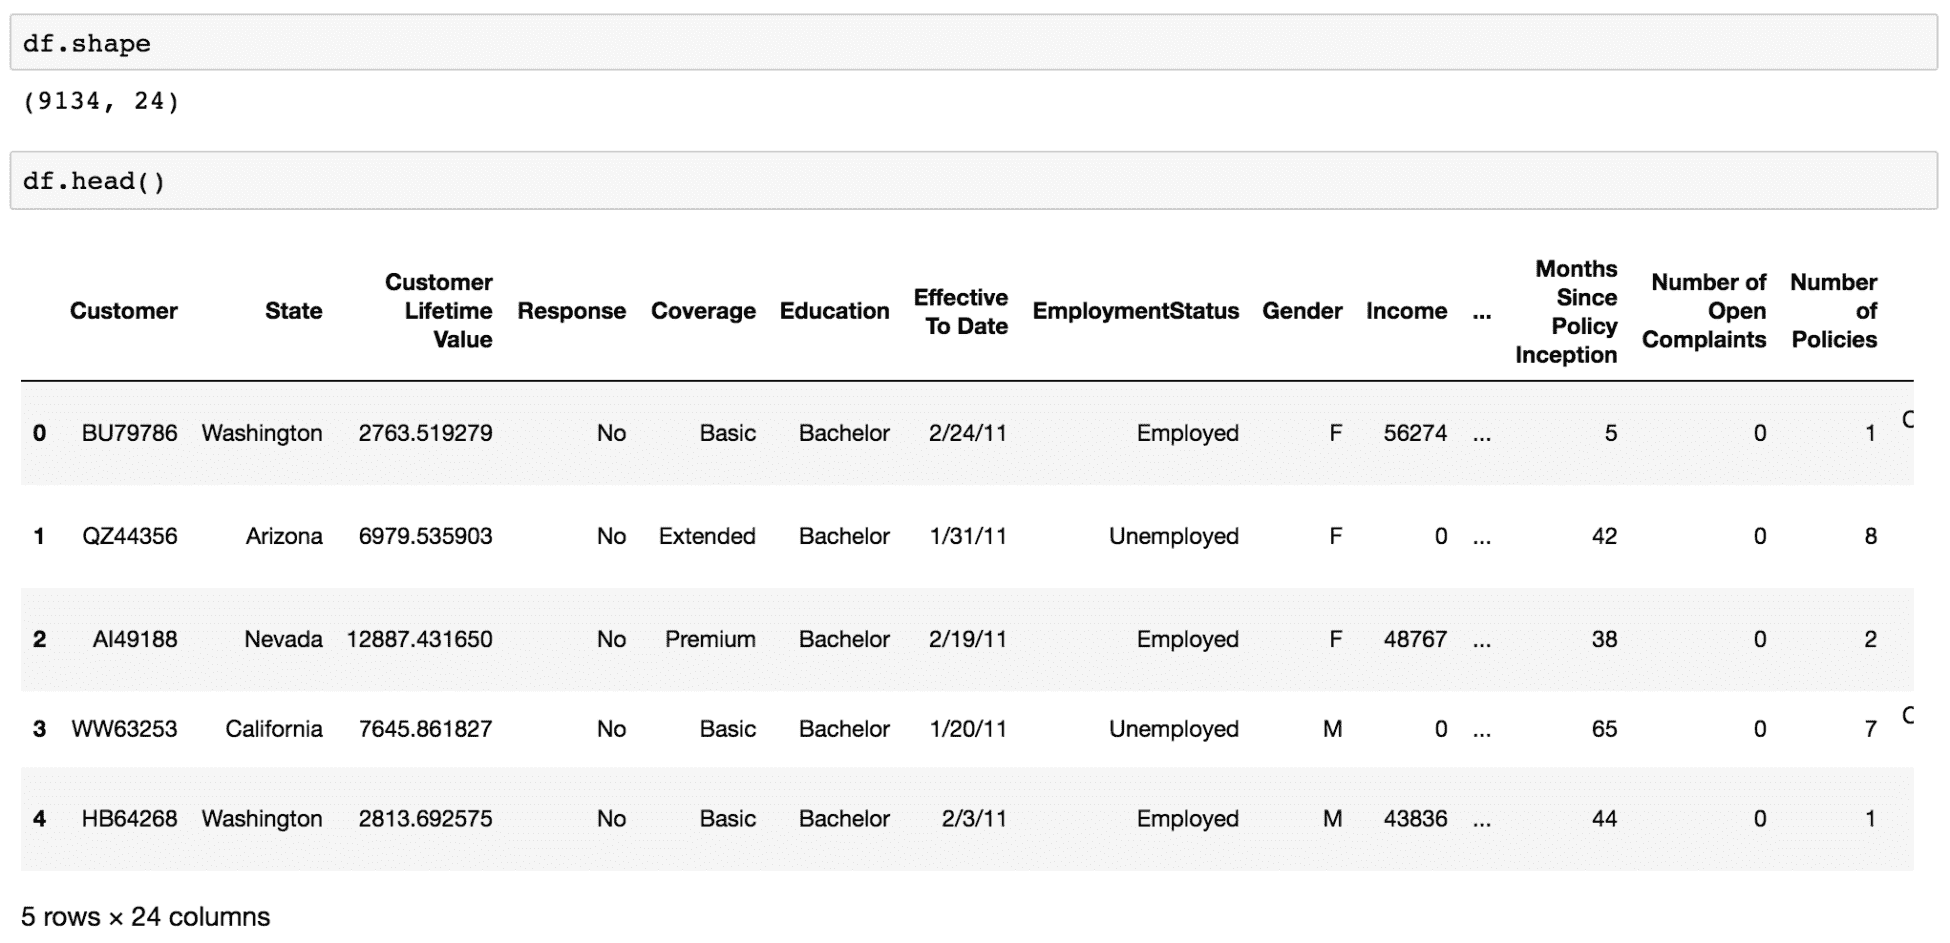 df.shape
(9134, 24)
df.head()
Customer State Customer Lifetime Value Response Coverage Education Effective To Date EmploymentStatus Gender Income ... Months Since Policy Inception Number of Open Complaints Number of Policies
0 BU79786 Washington 2763.519279 No Basic Bachelor 2/24/11 Employed F 56274 ... 5 0 1 C
1 QZ44356 Arizona 6979.535903 No Extended Bachelor 1/31/11 Unemployed F 0 ... 42 0 8
2 AI49188 Nevada 12887.431650 No Premium Bachelor 2/19/11 Employed F 48767 ... 38 0 2
3 WW63253 California 7645.861827 No Basic Bachelor 1/20/11 Unemployed M 0 ... 65 0 7 C
4 HB64268 Washington 2813.692575 No Basic Bachelor 2/3/11 Employed M 43836 ... 44 0 1
5 rows × 24 columns